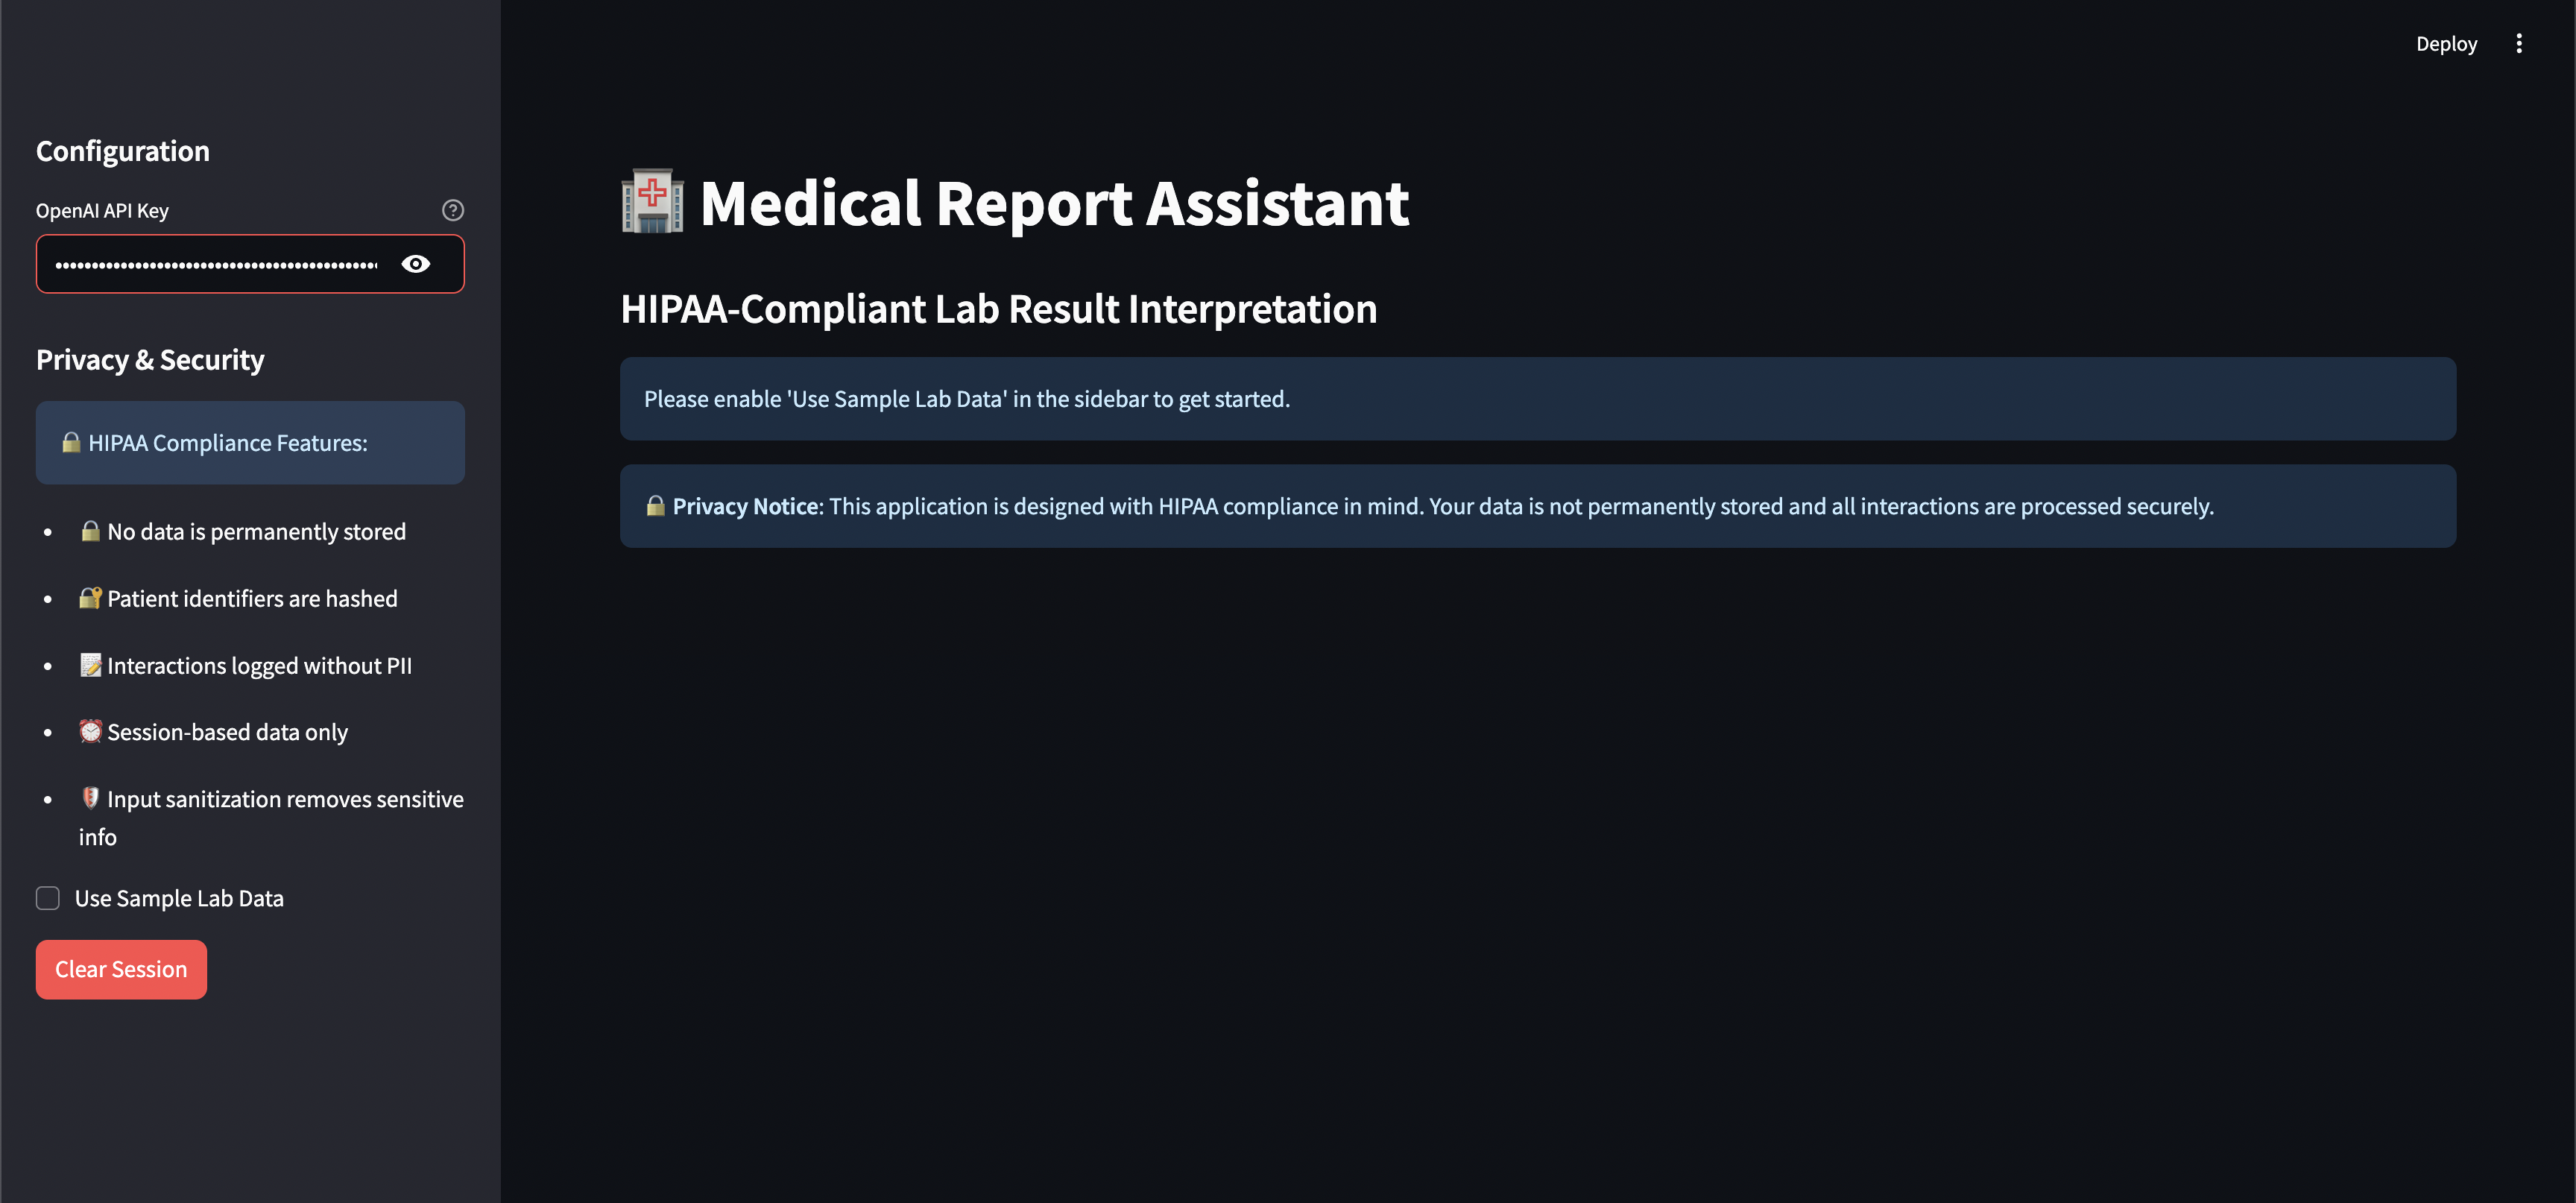 Deploy
Configuration
OpenAI API Key
Privacy & Security
🔒 HIPAA Compliance Features:
• 🔒 No data is permanently stored
• 🔐 Patient identifiers are hashed
• 📝 Interactions logged without PII
• ⏰ Session-based data only
• 🛡️ Input sanitization removes sensitive
info
Use Sample Lab Data
Clear Session
🏥 Medical Report Assistant
HIPAA-Compliant Lab Result Interpretation
Please enable 'Use Sample Lab Data' in the sidebar to get started.
🔒 Privacy Notice: This application is designed with HIPAA compliance in mind. Your data is not permanently stored and all interactions are processed securely.